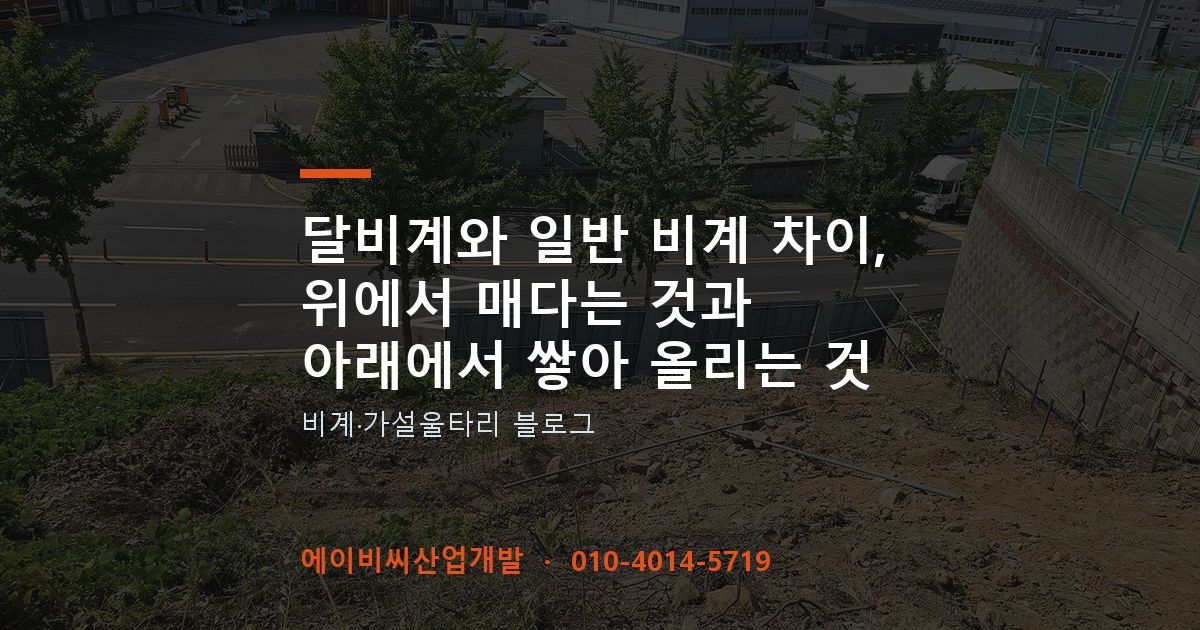 달비계와 일반 비계 차이,
위에서 매다는 것과
아래에서 쌓아 올리는 것
비계·가설울타리 블로그
에이비씨산업개발 · 010-4014-5719